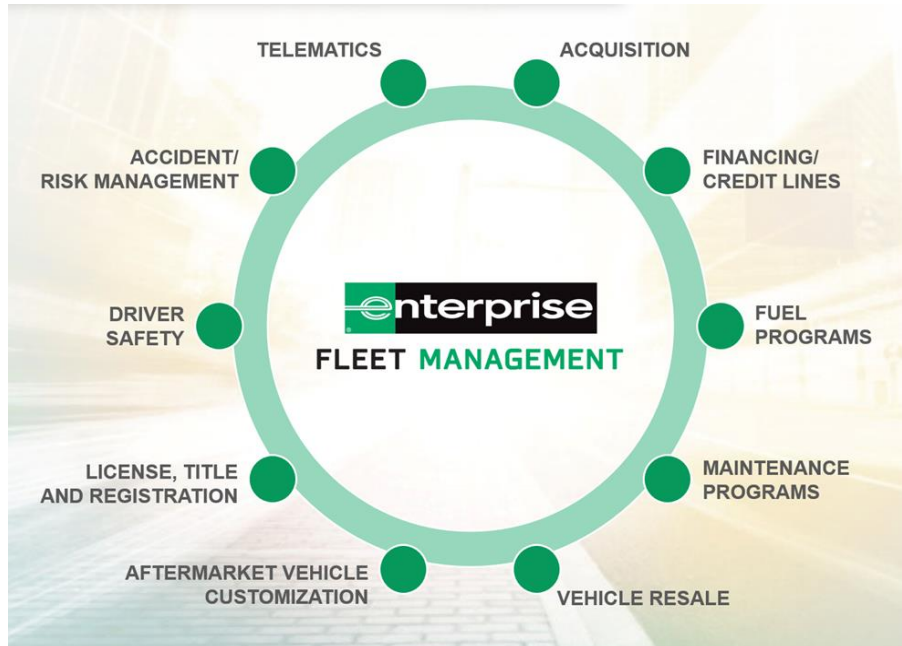 TELEMATICS
ACQUISITION
ACCIDENT/
RISK MANAGEMENT
FINANCING/
CREDIT LINES
enterprise
FLEET MANAGEMENT
DRIVER
SAFETY
FUEL
PROGRAMS
LICENSE, TITLE
AND REGISTRATION
MAINTENANCE
PROGRAMS
AFTERMARKET VEHICLE
CUSTOMIZATION
VEHICLE RESALE